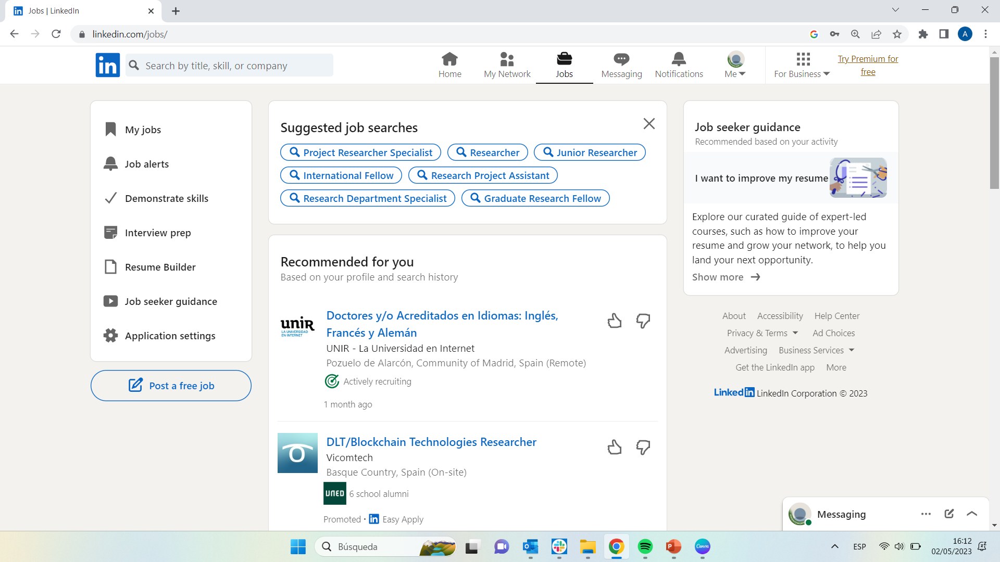 Jobs | LinkedIn
linkedin.com/jobs/
A
in
Search by title, skill, or company
Home
My Network
Jobs
Messaging
Notifications
Me
For Business
Try Premium for
free
My jobs
Job alerts
Demonstrate skills
Interview prep
Resume Builder
Job seeker guidance
Application settings
Post a free job
Suggested job searches
Project Researcher Specialist
Researcher
Junior Researcher
International Fellow
Research Project Assistant
Research Department Specialist
Graduate Research Fellow
Recommended for you
Based on your profile and search history
unir
LA UNIVERSIDAD
EN INTERNET
Doctores y/o Acreditados en Idiomas: Inglés,
Francés y Alemán
UNIR - La Universidad en Internet
Pozuelo de Alarcón, Community of Madrid, Spain (Remote)
Actively recruiting
1 month ago
DLT/Blockchain Technologies Researcher
Vicomtech
Basque Country, Spain (On-site)
UNED
6 school alumni
Promoted · in Easy Apply
Job seeker guidance
Recommended based on your activity
I want to improve my resume
Explore our curated guide of expert-led
courses, such as how to improve your
resume and grow your network, to help you
land your next opportunity.
Show more
About Accessibility Help Center
Privacy & Terms Ad Choices
Advertising Business Services
Get the LinkedIn app More
LinkedIn LinkedIn Corporation © 2023
Messaging
Búsqueda
Canva
ESP
16:12
02/05/2023